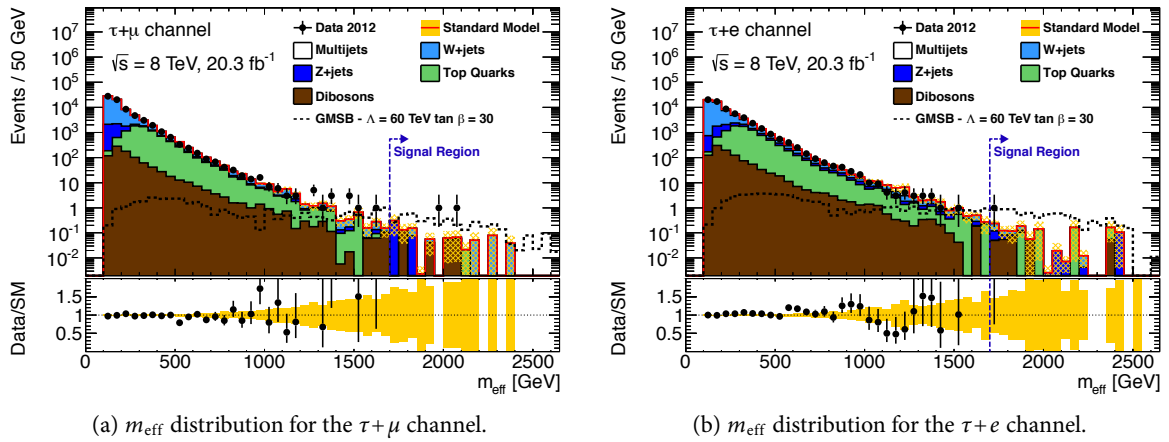 Events / 50 GeV
10⁷
10⁶
10⁵
10⁴
10³
10²
10
1
10⁻¹
10⁻²
τ+μ channel
√s = 8 TeV, 20.3 fb⁻¹
Data 2012
Multijets
Z+jets
Dibosons
Standard Model
W+jets
Top Quarks
GMSB - Λ = 60 TeV tan β = 30
Signal Region
Data/SM
1.5
1
0.5
0 500 1000 1500 2000 2500
m_eff [GeV]
(a) m_eff distribution for the τ+μ channel.
Events / 50 GeV
10⁷
10⁶
10⁵
10⁴
10³
10²
10
1
10⁻¹
10⁻²
τ+e channel
√s = 8 TeV, 20.3 fb⁻¹
Data 2012
Multijets
Z+jets
Dibosons
Standard Model
W+jets
Top Quarks
GMSB - Λ = 60 TeV tan β = 30
Signal Region
Data/SM
1.5
1
0.5
0 500 1000 1500 2000 2500
m_eff [GeV]
(b) m_eff distribution for the τ+e channel.